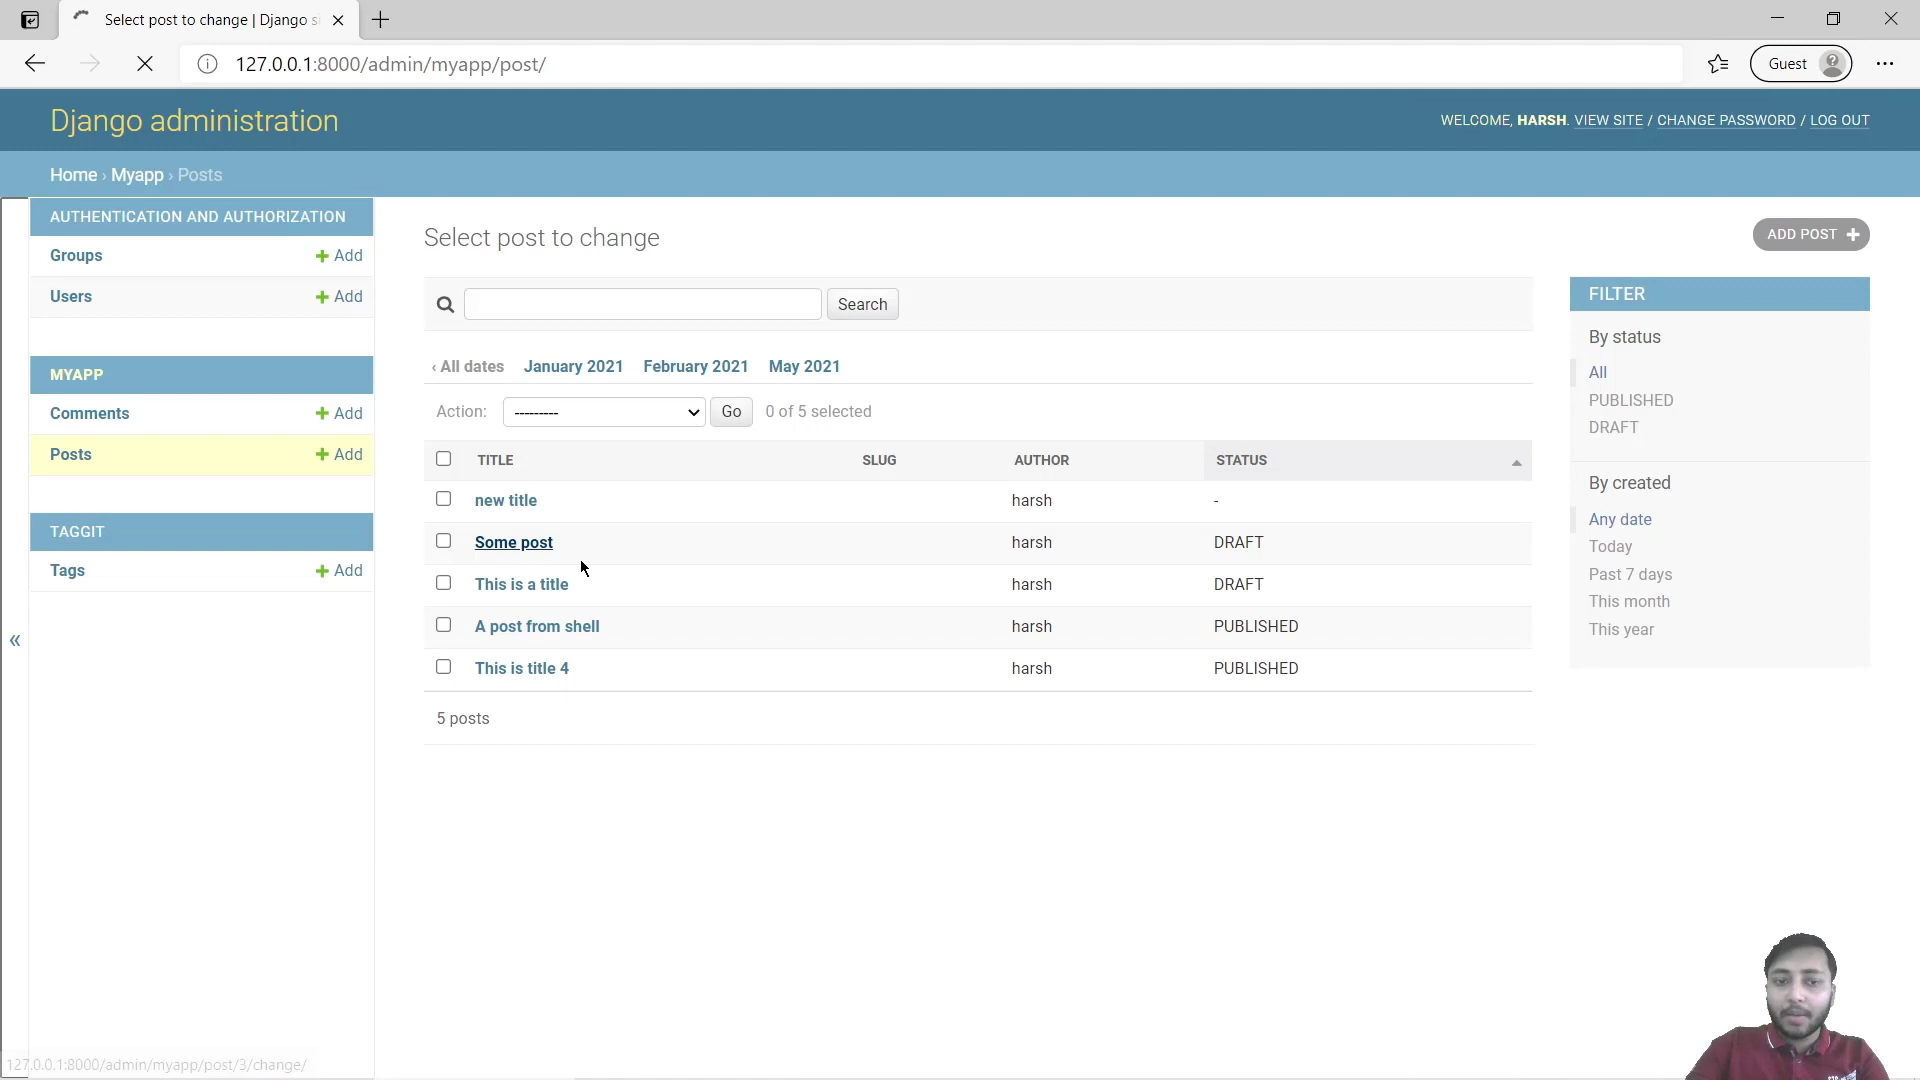 Select post to change | Django s
127.0.0.1:8000/admin/myapp/post/
Guest
Django administration
WELCOME, HARSH. VIEW SITE / CHANGE PASSWORD / LOG OUT
Home › Myapp › Posts
AUTHENTICATION AND AUTHORIZATION
Groups + Add
Users + Add
MYAPP
Comments + Add
Posts + Add
TAGGIT
Tags + Add
«
Select post to change
ADD POST +
Search
‹ All dates January 2021 February 2021 May 2021
Action: --------- Go 0 of 5 selected
TITLE SLUG AUTHOR STATUS
new title harsh -
Some post harsh DRAFT
This is a title harsh DRAFT
A post from shell harsh PUBLISHED
This is title 4 harsh PUBLISHED
5 posts
FILTER
By status
All
PUBLISHED
DRAFT
By created
Any date
Today
Past 7 days
This month
This year
127.0.0.1:8000/admin/myapp/post/3/change/